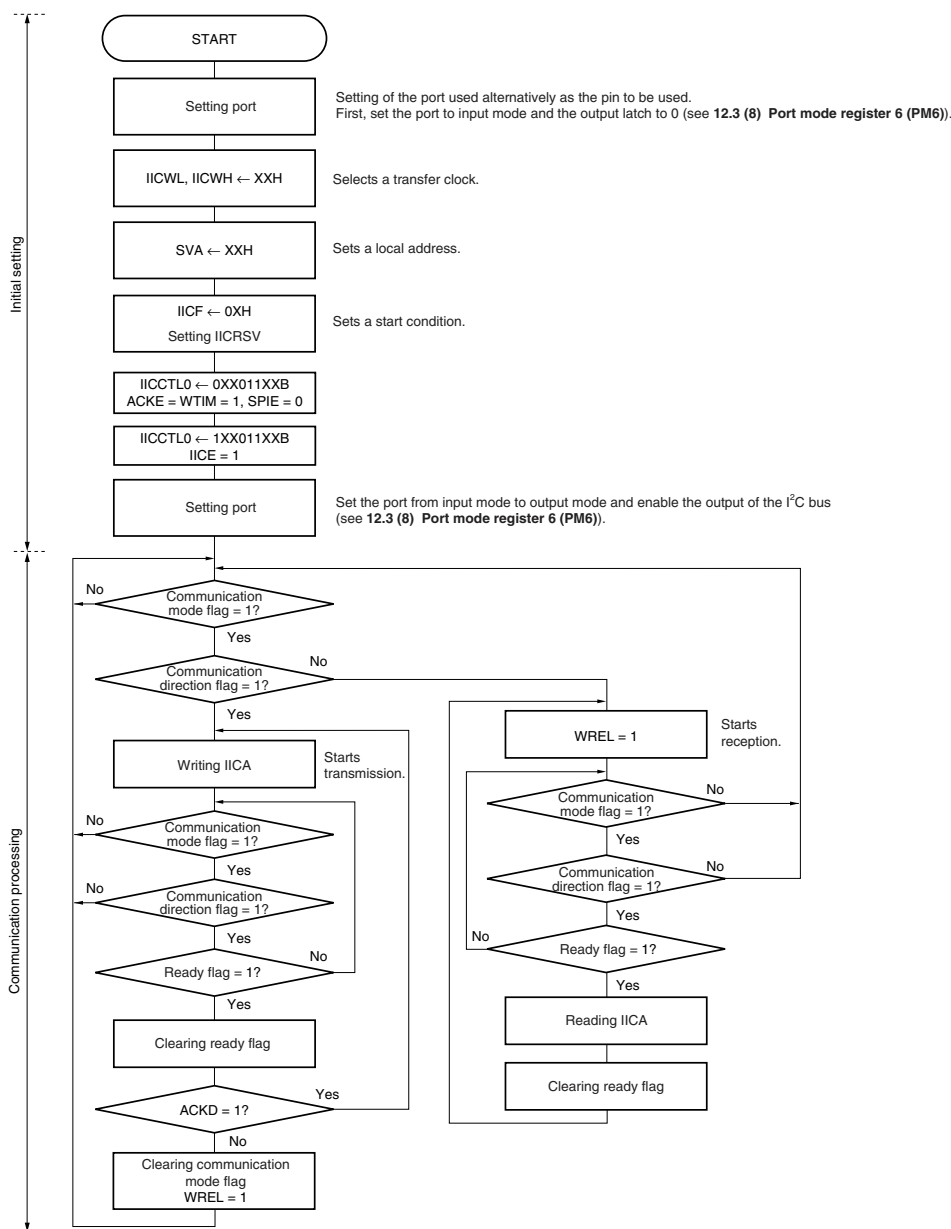 Initial setting
START
Setting port
Setting of the port used alternatively as the pin to be used.
First, set the port to input mode and the output latch to 0 (see 12.3 (8) Port mode register 6 (PM6)).
IICWL, IICWH ← XXH
Selects a transfer clock.
SVA ← XXH
Sets a local address.
IICF ← 0XH
Setting IICRSV
Sets a start condition.
IICCTL0 ← 0XX011XXB
ACKE = WTIM = 1, SPIE = 0
IICCTL0 ← 1XX011XXB
IICE = 1
Setting port
Set the port from input mode to output mode and enable the output of the I²C bus
(see 12.3 (8) Port mode register 6 (PM6)).
Communication processing
No
Communication
mode flag = 1?
Yes
Communication
direction flag = 1?
No
Yes
Writing IICA
Starts
transmission.
No
Communication
mode flag = 1?
Yes
No
Communication
direction flag = 1?
Yes
Ready flag = 1?
No
Yes
Clearing ready flag
ACKD = 1?
Yes
No
Clearing communication
mode flag
WREL = 1
WREL = 1
Starts
reception.
Communication
mode flag = 1?
No
Yes
Communication
direction flag = 1?
No
Yes
No
Ready flag = 1?
Yes
Reading IICA
Clearing ready flag